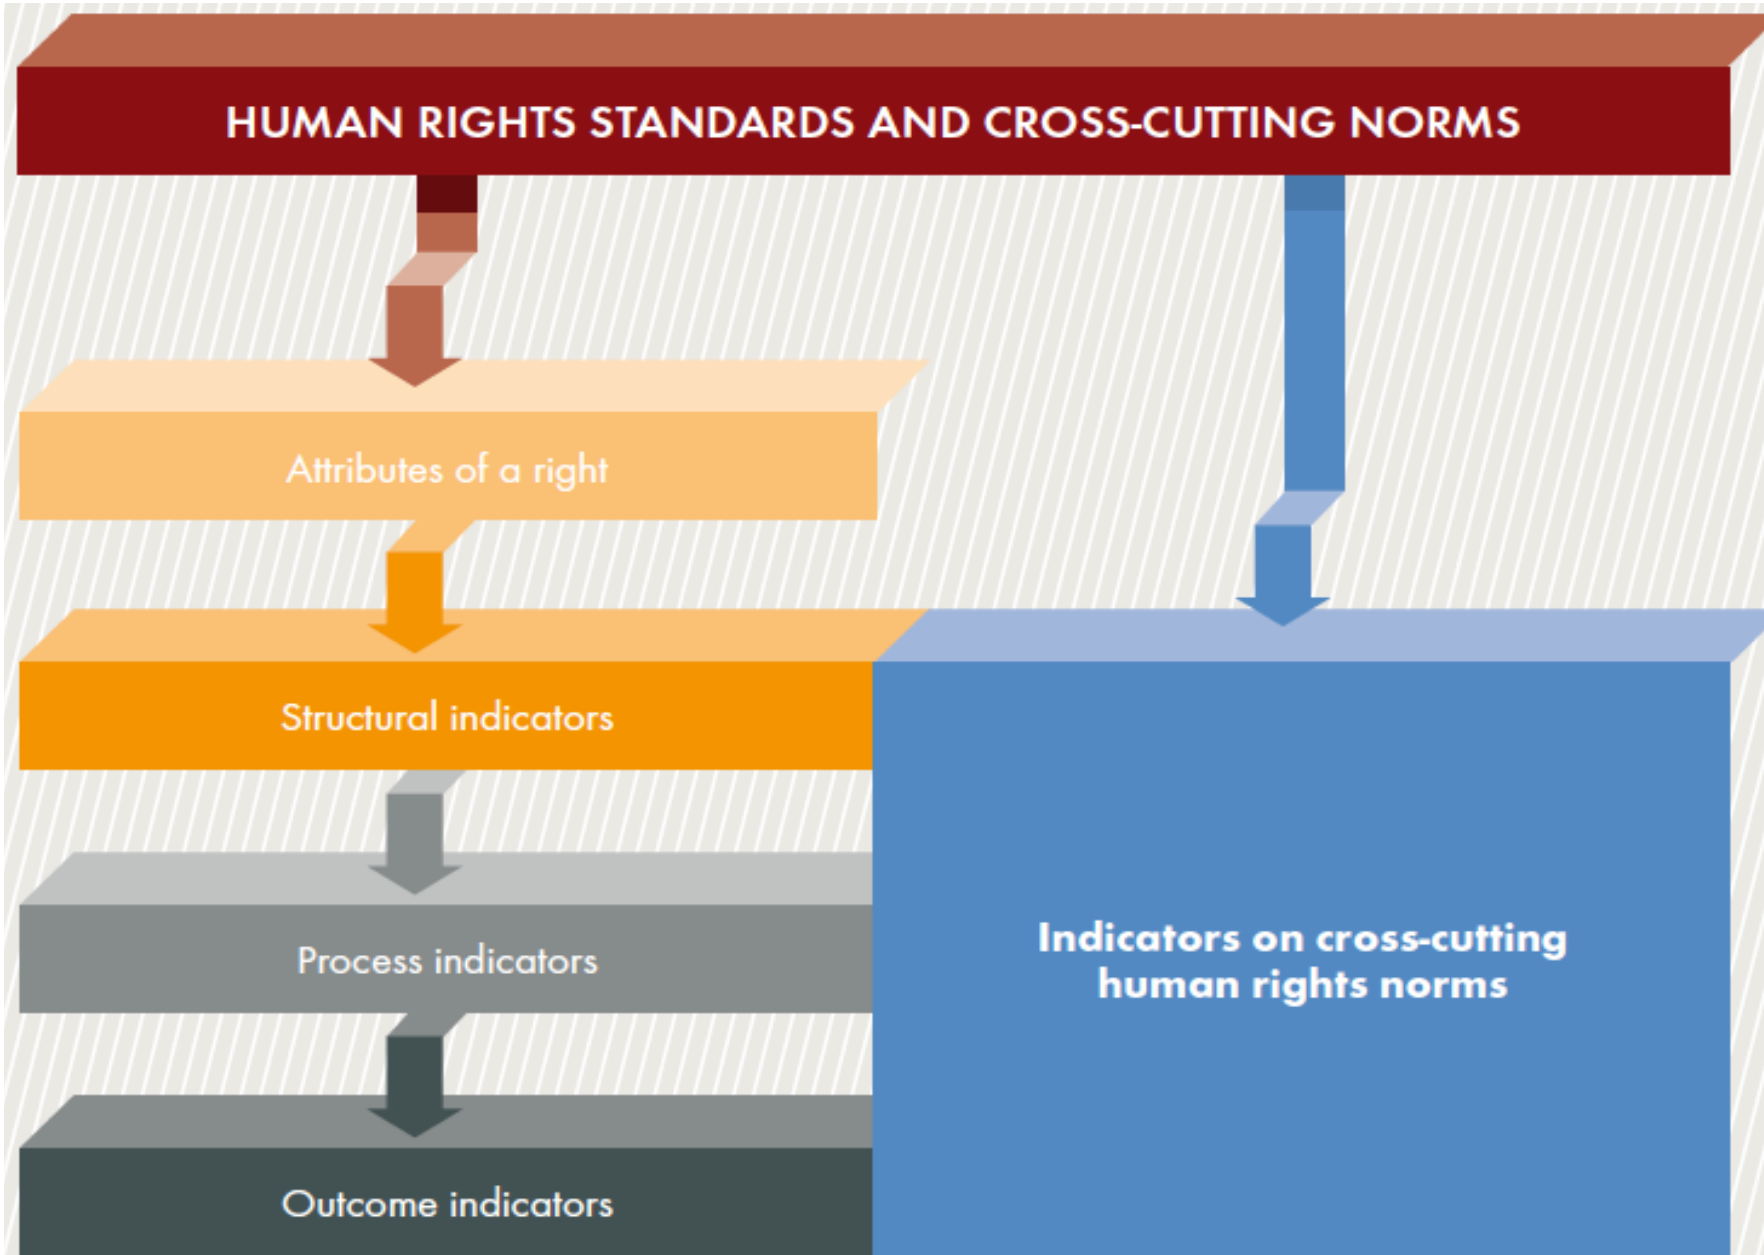 HUMAN RIGHTS STANDARDS AND CROSS-CUTTING NORMS
Attributes of a right
Structural indicators
Process indicators
Outcome indicators
Indicators on cross-cutting
human rights norms